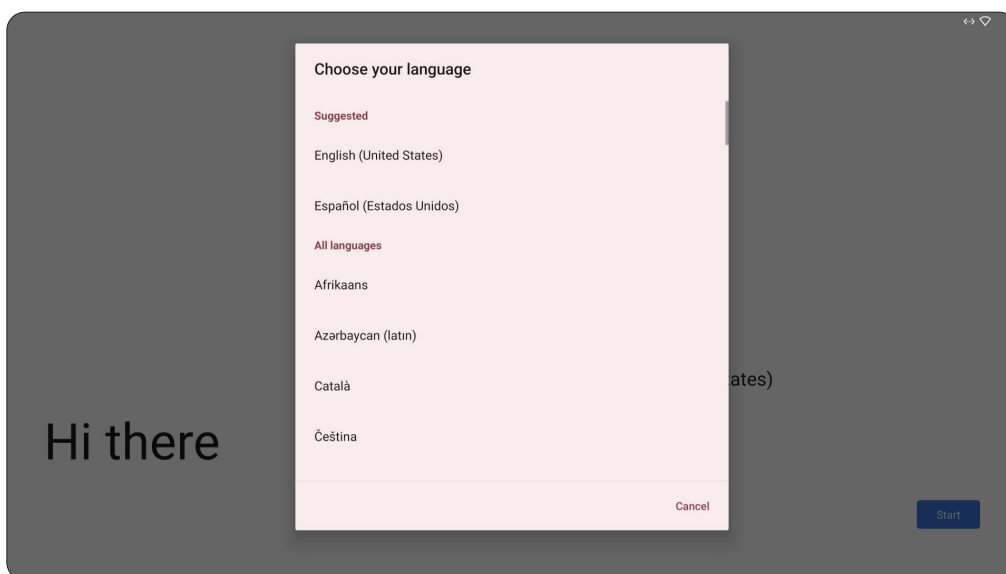 Choose your language
Suggested
English (United States)
Español (Estados Unidos)
All languages
Afrikaans
Azərbaycan (latın)
Català
Čeština
Cancel
ates)
Hi there
Start